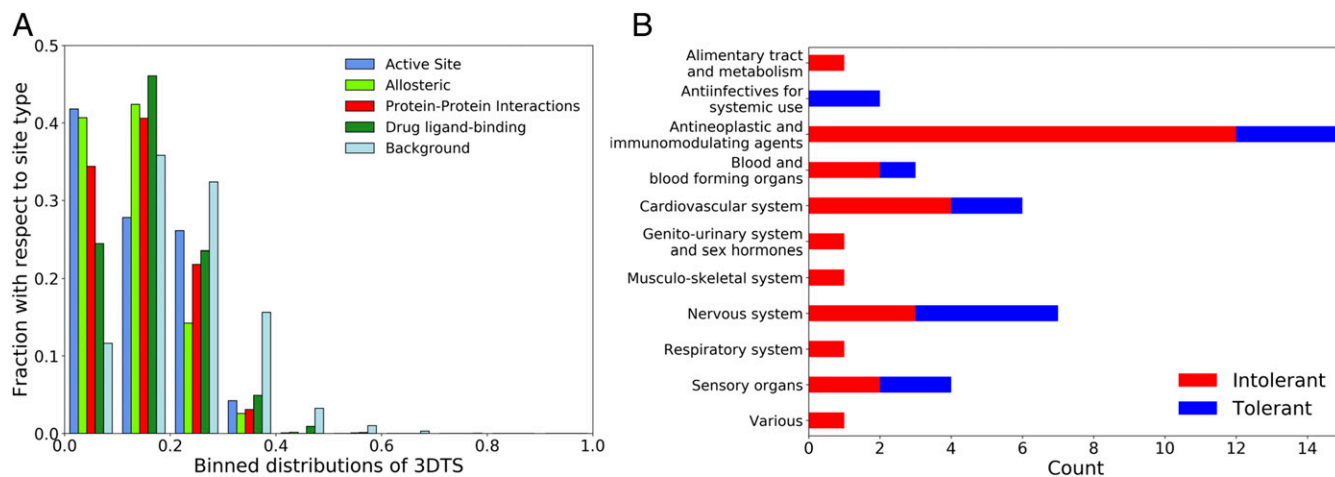 A
0.5
0.4
0.3
0.2
0.1
0.0
Fraction with respect to site type
Active Site
Allosteric
Protein-Protein Interactions
Drug ligand-binding
Background
0.0 0.2 0.4 0.6 0.8 1.0
Binned distributions of 3DTS
B
Alimentary tract
and metabolism
Antiinfectives for
systemic use
Antineoplastic and
immunomodulating agents
Blood and
blood forming organs
Cardiovascular system
Genito-urinary system
and sex hormones
Musculo-skeletal system
Nervous system
Respiratory system
Sensory organs
Various
Intolerant
Tolerant
0 2 4 6 8 10 12 14
Count